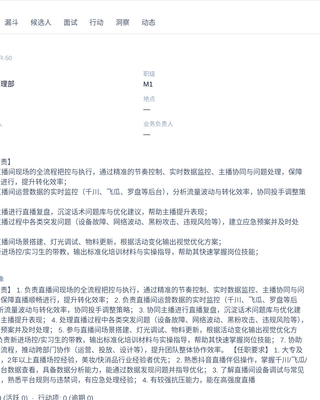 漏斗 候选人 面试 行动 洞察 动态
R-50
职级
理部
M1
地点
—
人
业务负责人
—
责】
直播间现场的全流程把控与执行，通过精准的节奏控制、实时数据监控、主播协同与问题处理，保障
进行，提升转化效率；
直播间运营数据的实时监控（千川、飞瓜、罗盘等后台），分析流量波动与转化效率，协同投手调整策
主播进行直播复盘，沉淀话术问题库与优化建议，帮助主播提升表现；
直播过程中各类突发问题（设备故障、网络波动、黑粉攻击、违规风险等），建立应急预案并及时处
直播间场景搭建、灯光调试、物料更新，根据活动变化输出视觉优化方案；
新进场控/实习生的带教，输出标准化培训材料与实操指导，帮助其快速掌握岗位技能；
像
责】 1. 负责直播间现场的全流程把控与执行，通过精准的节奏控制、实时数据监控、主播协同与问
保障直播顺畅进行，提升转化效率； 2. 负责直播间运营数据的实时监控（千川、飞瓜、罗盘等后
析流量波动与转化效率，协同投手调整策略； 3. 协同主播进行直播复盘，沉淀话术问题库与优化建
主播提升表现； 4. 处理直播过程中各类突发问题（设备故障、网络波动、黑粉攻击、违规风险等），
预案并及时处理； 5. 参与直播间场景搭建、灯光调试、物料更新，根据活动变化输出视觉优化方
负责新进场控/实习生的带教，输出标准化培训材料与实操指导，帮助其快速掌握岗位技能； 7. 协助
流程，推动跨部门协作（运营、投放、设计等），提升团队整体协作效率。 【任职要求】 1. 大专及
，2年以上直播场控经验，美妆/快消品行业经验者优先； 2. 熟悉抖音直播伴侣操作，掌握千川/飞瓜/
台数据查看，具备数据分析能力，能通过数据发现问题并指导优化； 3. 了解直播间设备调试与常见
，熟悉平台规则与违禁词，有应急处理经验； 4. 有较强抗压能力，能在高强度直播
0 (活跃 0) · 行动项: 0 (逾期 0)